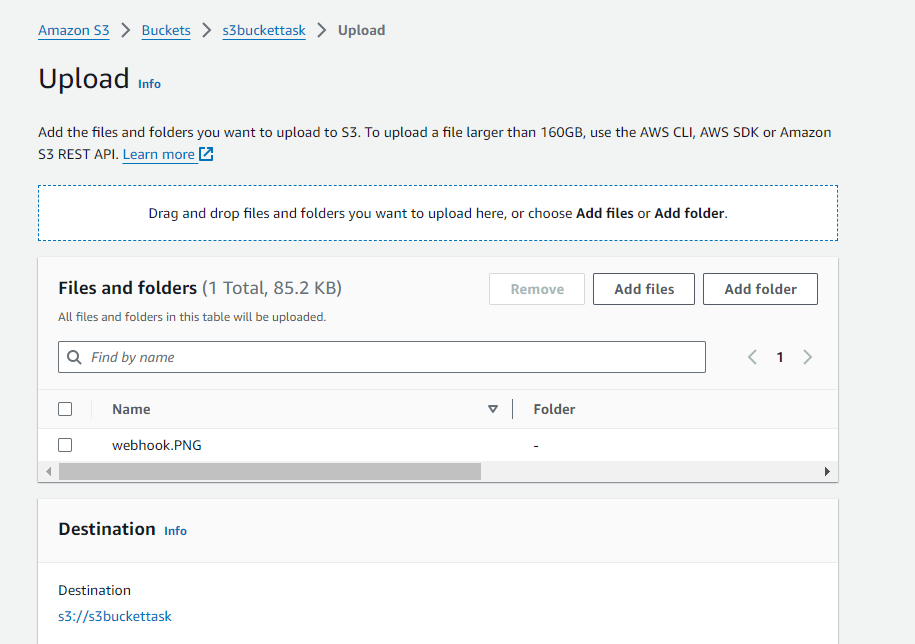 Amazon S3 > Buckets > s3buckettask > Upload
Upload Info
Add the files and folders you want to upload to S3. To upload a file larger than 160GB, use the AWS CLI, AWS SDK or Amazon
S3 REST API. Learn more
Drag and drop files and folders you want to upload here, or choose Add files or Add folder.
Files and folders (1 Total, 85.2 KB)
Remove Add files Add folder
All files and folders in this table will be uploaded.
Find by name
1
Name Folder
webhook.PNG -
Destination Info
Destination
s3://s3buckettask